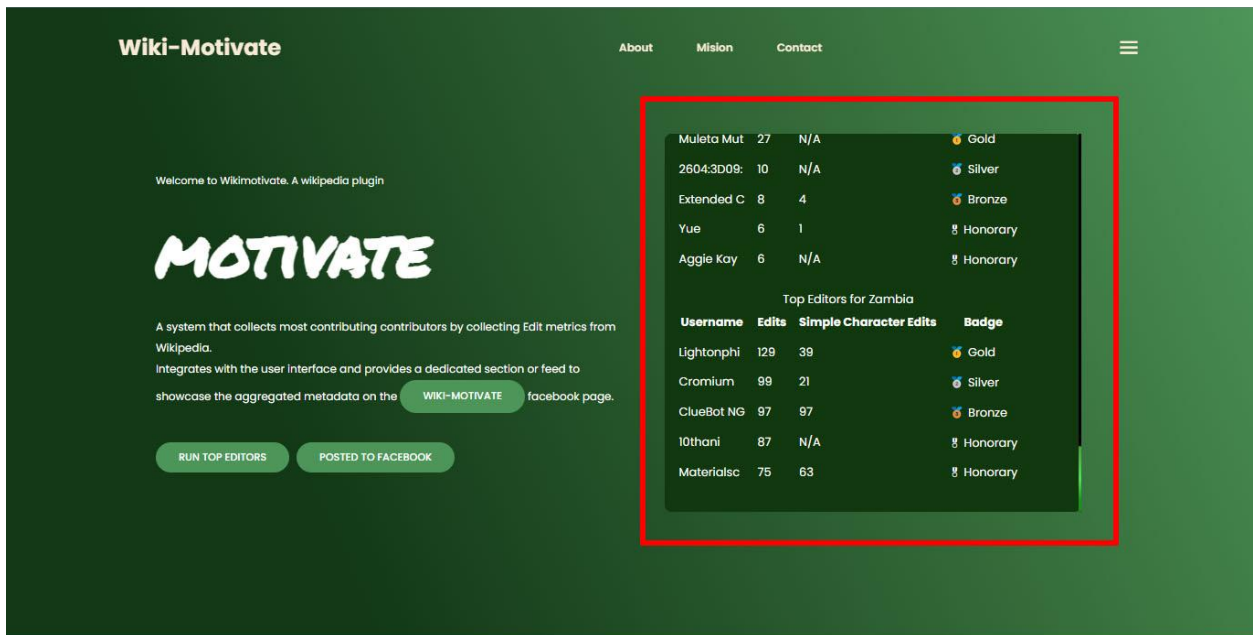 Wiki-Motivate
About Mision Contact
Welcome to Wikimotivate. A wikipedia plugin
MOTIVATE
A system that collects most contributing contributors by collecting Edit metrics from
Wikipedia.
Integrates with the user interface and provides a dedicated section or feed to
showcase the aggregated metadata on the WIKI-MOTIVATE facebook page.
RUN TOP EDITORS POSTED TO FACEBOOK
Muleta Mut 27 N/A Gold
2604:3D09: 10 N/A Silver
Extended C 8 4 Bronze
Yue 6 1 Honorary
Aggie Kay 6 N/A Honorary
Top Editors for Zambia
Username Edits Simple Character Edits Badge
Lightonphi 129 39 Gold
Cromium 99 21 Silver
ClueBot NG 97 97 Bronze
10thani 87 N/A Honorary
Materialsc 75 63 Honorary